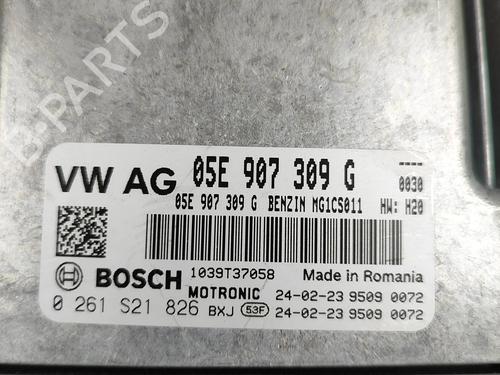 B-PARTS
VW AG 05E 907 309 G ----
0030
05E 907 309 G BENZIN MG1CS011 HW: H20
BOSCH 1039T37058 Made in Romania
MOTRONIC 24-02-23 9509 0072
0 261 S21 826 BXJ 53F 24-02-23 9509 0072